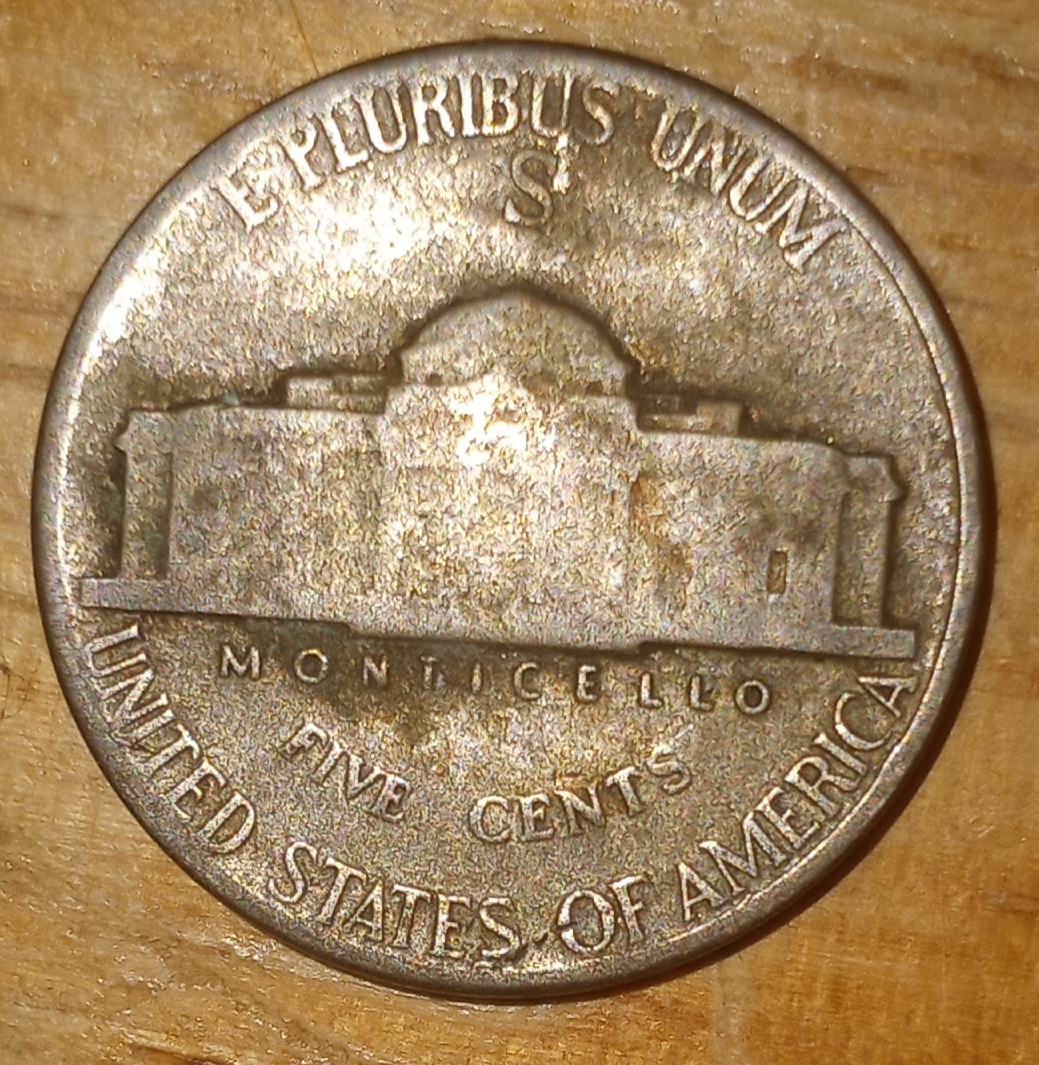 E PLURIBUS UNUM
S
MONTICELLO
FIVE CENTS
UNITED STATES OF AMERICA